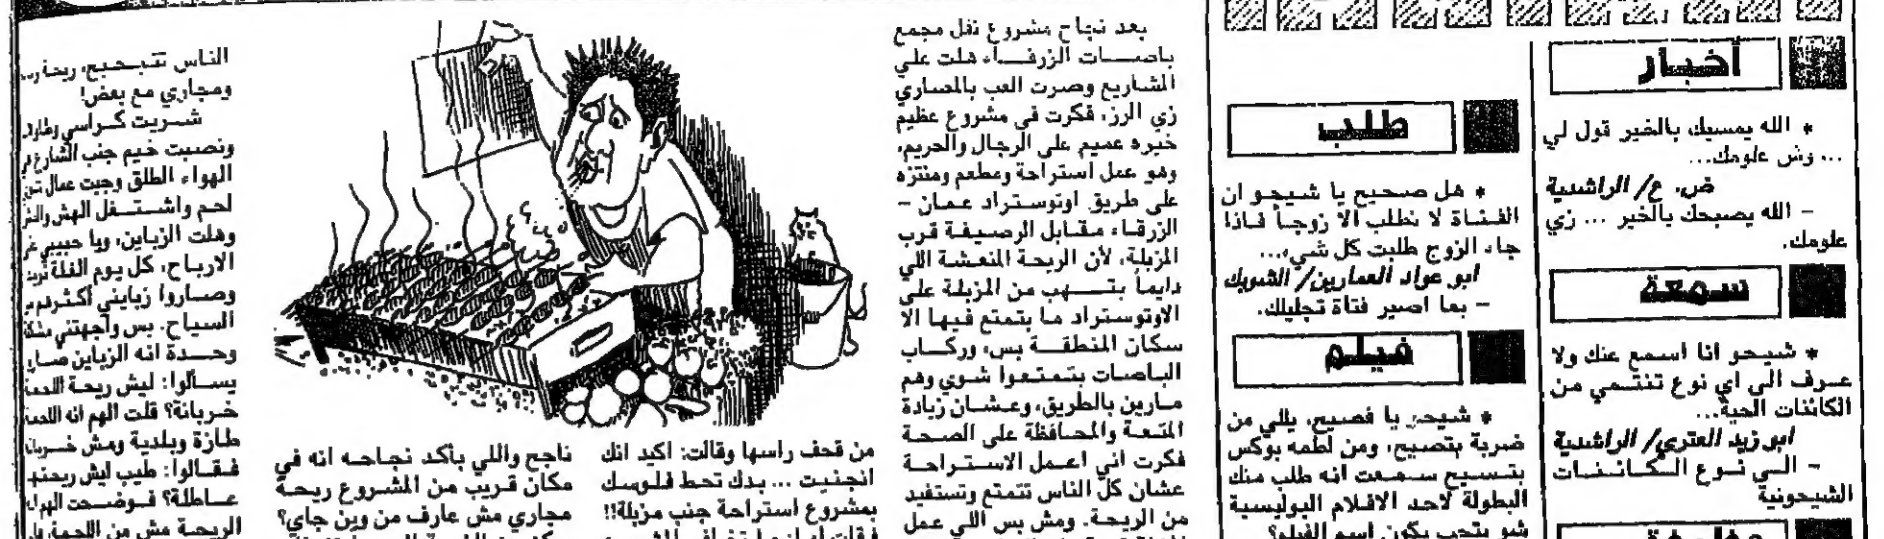 أخبار
* الله يمسيك بالخير قول لي
... وش علومك...
ض. ع/ الراشدية
- الله يصبحك بالخير ... زي
علومك.
سمعة
* شيحو انا اسمع عنك ولا
عرف الى اي نوع تنتمي من
الكائنات الحية...
ابو زيد العتري/ الراشدية
- الى نوع الكائنات
الشيحونية
طلب
* هل صحيح يا شيحو ان
الفتاة لا تطلب الا زوجاً فاذا
جاء الزوج طلبت كل شيء...
ابو عواد العمارين/ الشوبك
- بما اصير فتاة تجليلك.
فيلم
* شيحو يا فصيح، يللي من
ضربة بتصيح، ومن لطمه بوكس
بتسيح سمعت انه طلب منك
البطولة لاحد الافلام البوليسية
شو بتحب يكون اسم الفيلم؟
بعد نجاح مشروع نقل مجمع
باصات الزرقاء هلت علي
المشاريع وصرت العب بالمصاري
زي الرز، فكرت في مشروع عظيم
خيره عميم على الرجال والحريم،
وهو عمل استراحة ومطعم ومنتزه
على طريق اوتوستراد عمان -
الزرقاء مقابل الرصيفة قرب
المزبلة، لأن الريحة المنعشة اللي
دايماً بتهب من المزبلة على
الاوتوستراد ما بتمتع فيها الا
سكان المنطقة بس، وركاب
الباصات بتمتعوا شوي وهم
مارين بالطريق، وعشان زيادة
المتعة والمحافظة على الصحة
فكرت اني اعمل الاستراحة
عشان كل الناس تتمتع وتستفيد
من الريحة. ومش بس اللي عمل
من قحف راسها وقالت: اكيد انك
انجنيت ... بدك تحط فلوسك
بمشروع استراحة جنب مزبلة!!
ناجح واللي بأكد نجاحه انه في
مكان قريب من المشروع ريحة
مجاري مش عارف من وين جاي؟
الناس تتبحبح، ريحة
ومجاري مع بعض!
شريت كراسي
ونصبت خيم جنب الشارع
الهواء الطلق وجبت عمال
لحم واشتغل الهش
وهلت الزباين، ويا حبيبي
الارباح، كل يوم الغلة
وصاروا زبايني أكثرهم
السياح. بس واجهتني
وحدة انه الزباين
يسألوا: ليش ريحة اللحمة
خربانة؟ قلت الهم انه اللحمة
طازة وبلدية ومش
فقالوا: طيب ليش ريحتها
عاطلة؟ فوضحت الهم
الريحة مش من اللحمة